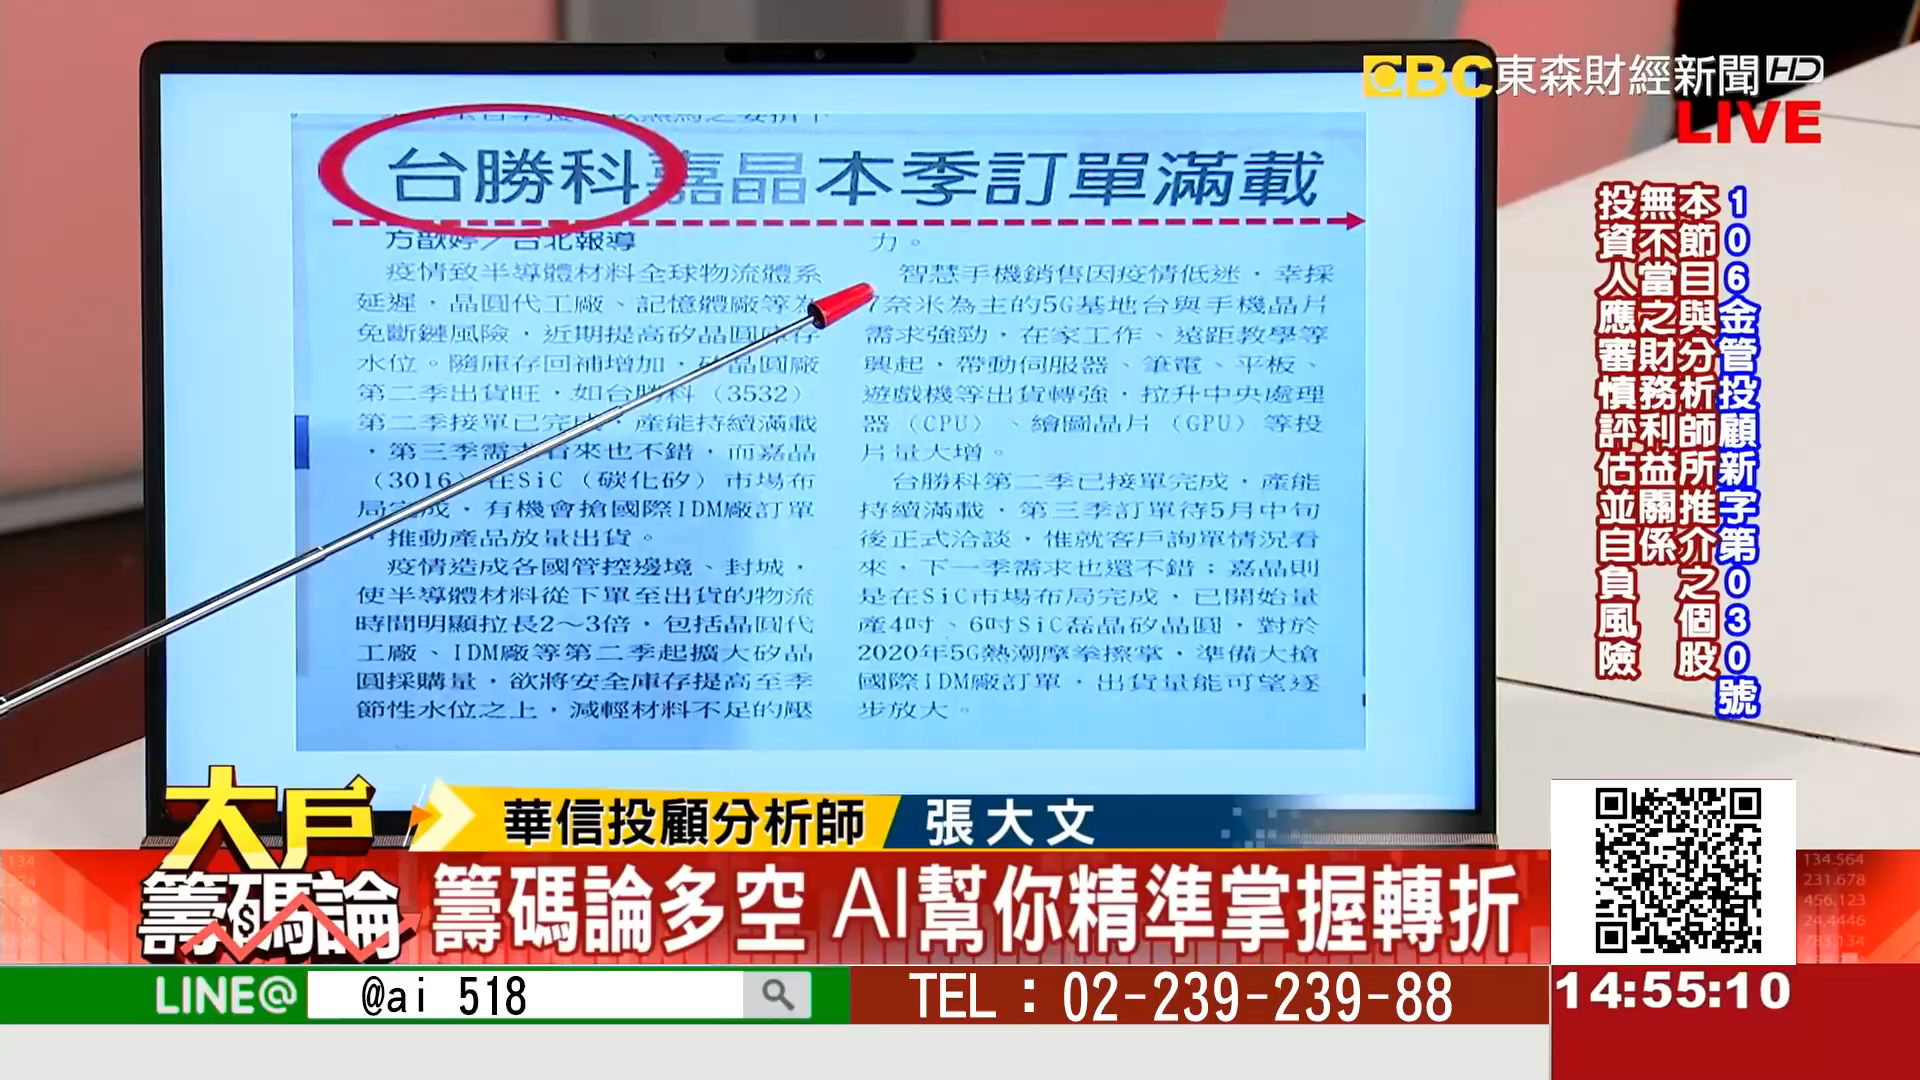 EBC東森財經新聞HD
LIVE
台勝科嘉晶本季訂單滿載
方歆婷／台北報導
疫情致半導體材料全球物流體系
延遲，晶圓代工廠、記憶體廠等為
免斷鏈風險，近期提高矽晶圓庫存
水位。隨庫存回補增加，矽晶圓廠
第二季出貨旺，如台勝科（3532）
第二季接單已完成，產能持續滿載
，第三季需求看來也不錯，而嘉晶
（3016）在SiC（碳化矽）市場布
局完成，有機會搶國際IDM廠訂單
，推動產品放量出貨。
疫情造成各國管控邊境、封城，
使半導體材料從下單至出貨的物流
時間明顯拉長2～3倍，包括晶圓代
工廠、IDM廠等第二季起擴大矽晶
圓採購量，欲將安全庫存提高至季
節性水位之上，減輕材料不足的壓
力。
智慧手機銷售因疫情低迷，幸採
7奈米為主的5G基地台與手機晶片
需求強勁，在家工作、遠距教學等
興起，帶動伺服器、筆電、平板、
遊戲機等出貨轉強，拉升中央處理
器（CPU）、繪圖晶片（GPU）等投
片量大增。
台勝科第二季已接單完成，產能
持續滿載，第三季訂單待5月中旬
後正式洽談，惟就客戶詢單情況看
來，下一季需求也還不錯；嘉晶則
是在SiC市場布局完成，已開始量
產4吋、6吋SiC磊晶矽晶圓，對於
2020年5G熱潮摩拳擦掌，準備大搶
國際IDM廠訂單，出貨量能可望逐
步放大。
106金管投顧新字第030號
本節目與分析師所推介之個股
無不當之財務利益關係
投資人應審慎評估並自負風險
大戶
籌碼論
華信投顧分析師 張大文
籌碼論多空 AI幫你精準掌握轉折
134.564
231.678
456.123
24.4446
783.134
LINE@ @ai 518
TEL：02-239-239-88
14:55:10